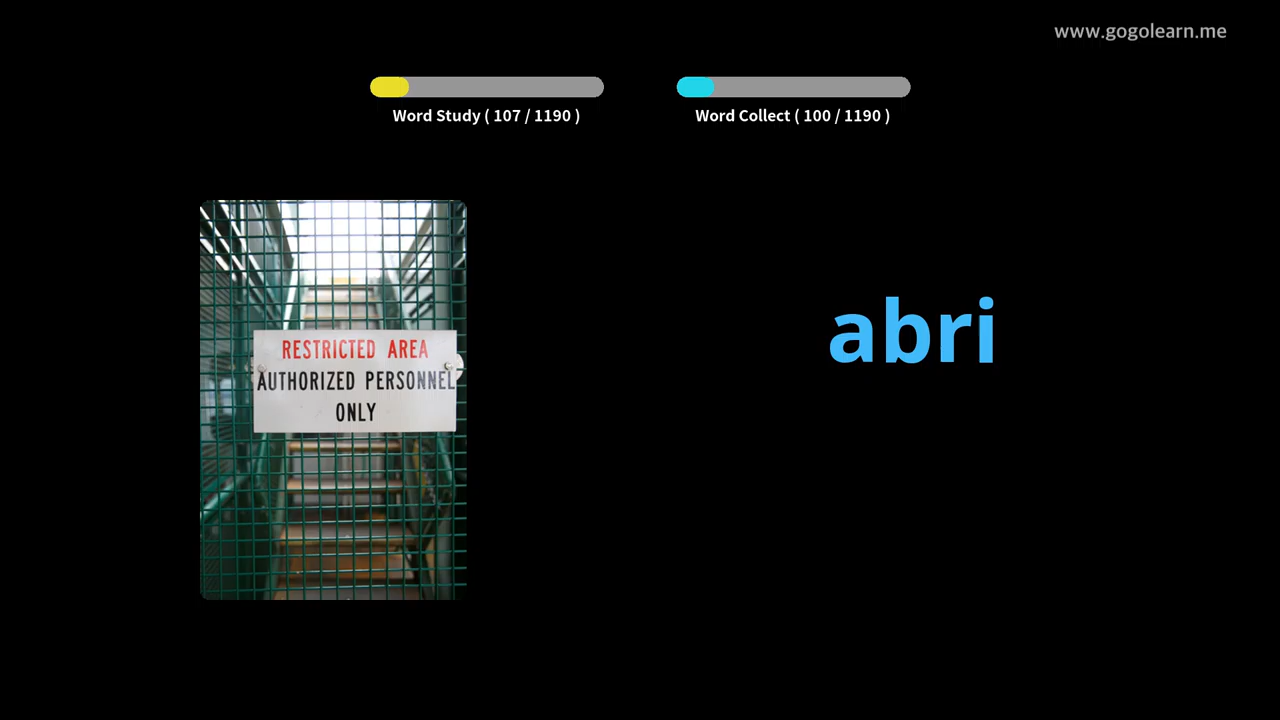 www.gogolearn.me
Word Study ( 107 / 1190 )
Word Collect ( 100 / 1190 )
RESTRICTED AREA
AUTHORIZED PERSONNEL
ONLY
abri